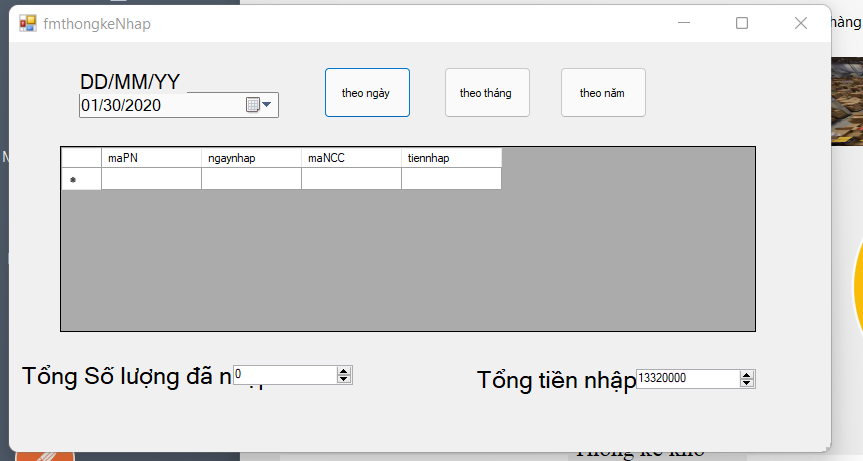 fmthongkeNhap
hàng
DD/MM/YY
01/30/2020
theo ngày
theo tháng
theo năm
maPN ngaynhap maNCC tiennhap
*
Tổng Số lượng đã
0
Tổng tiền nhập
13320000
Thống kê kho